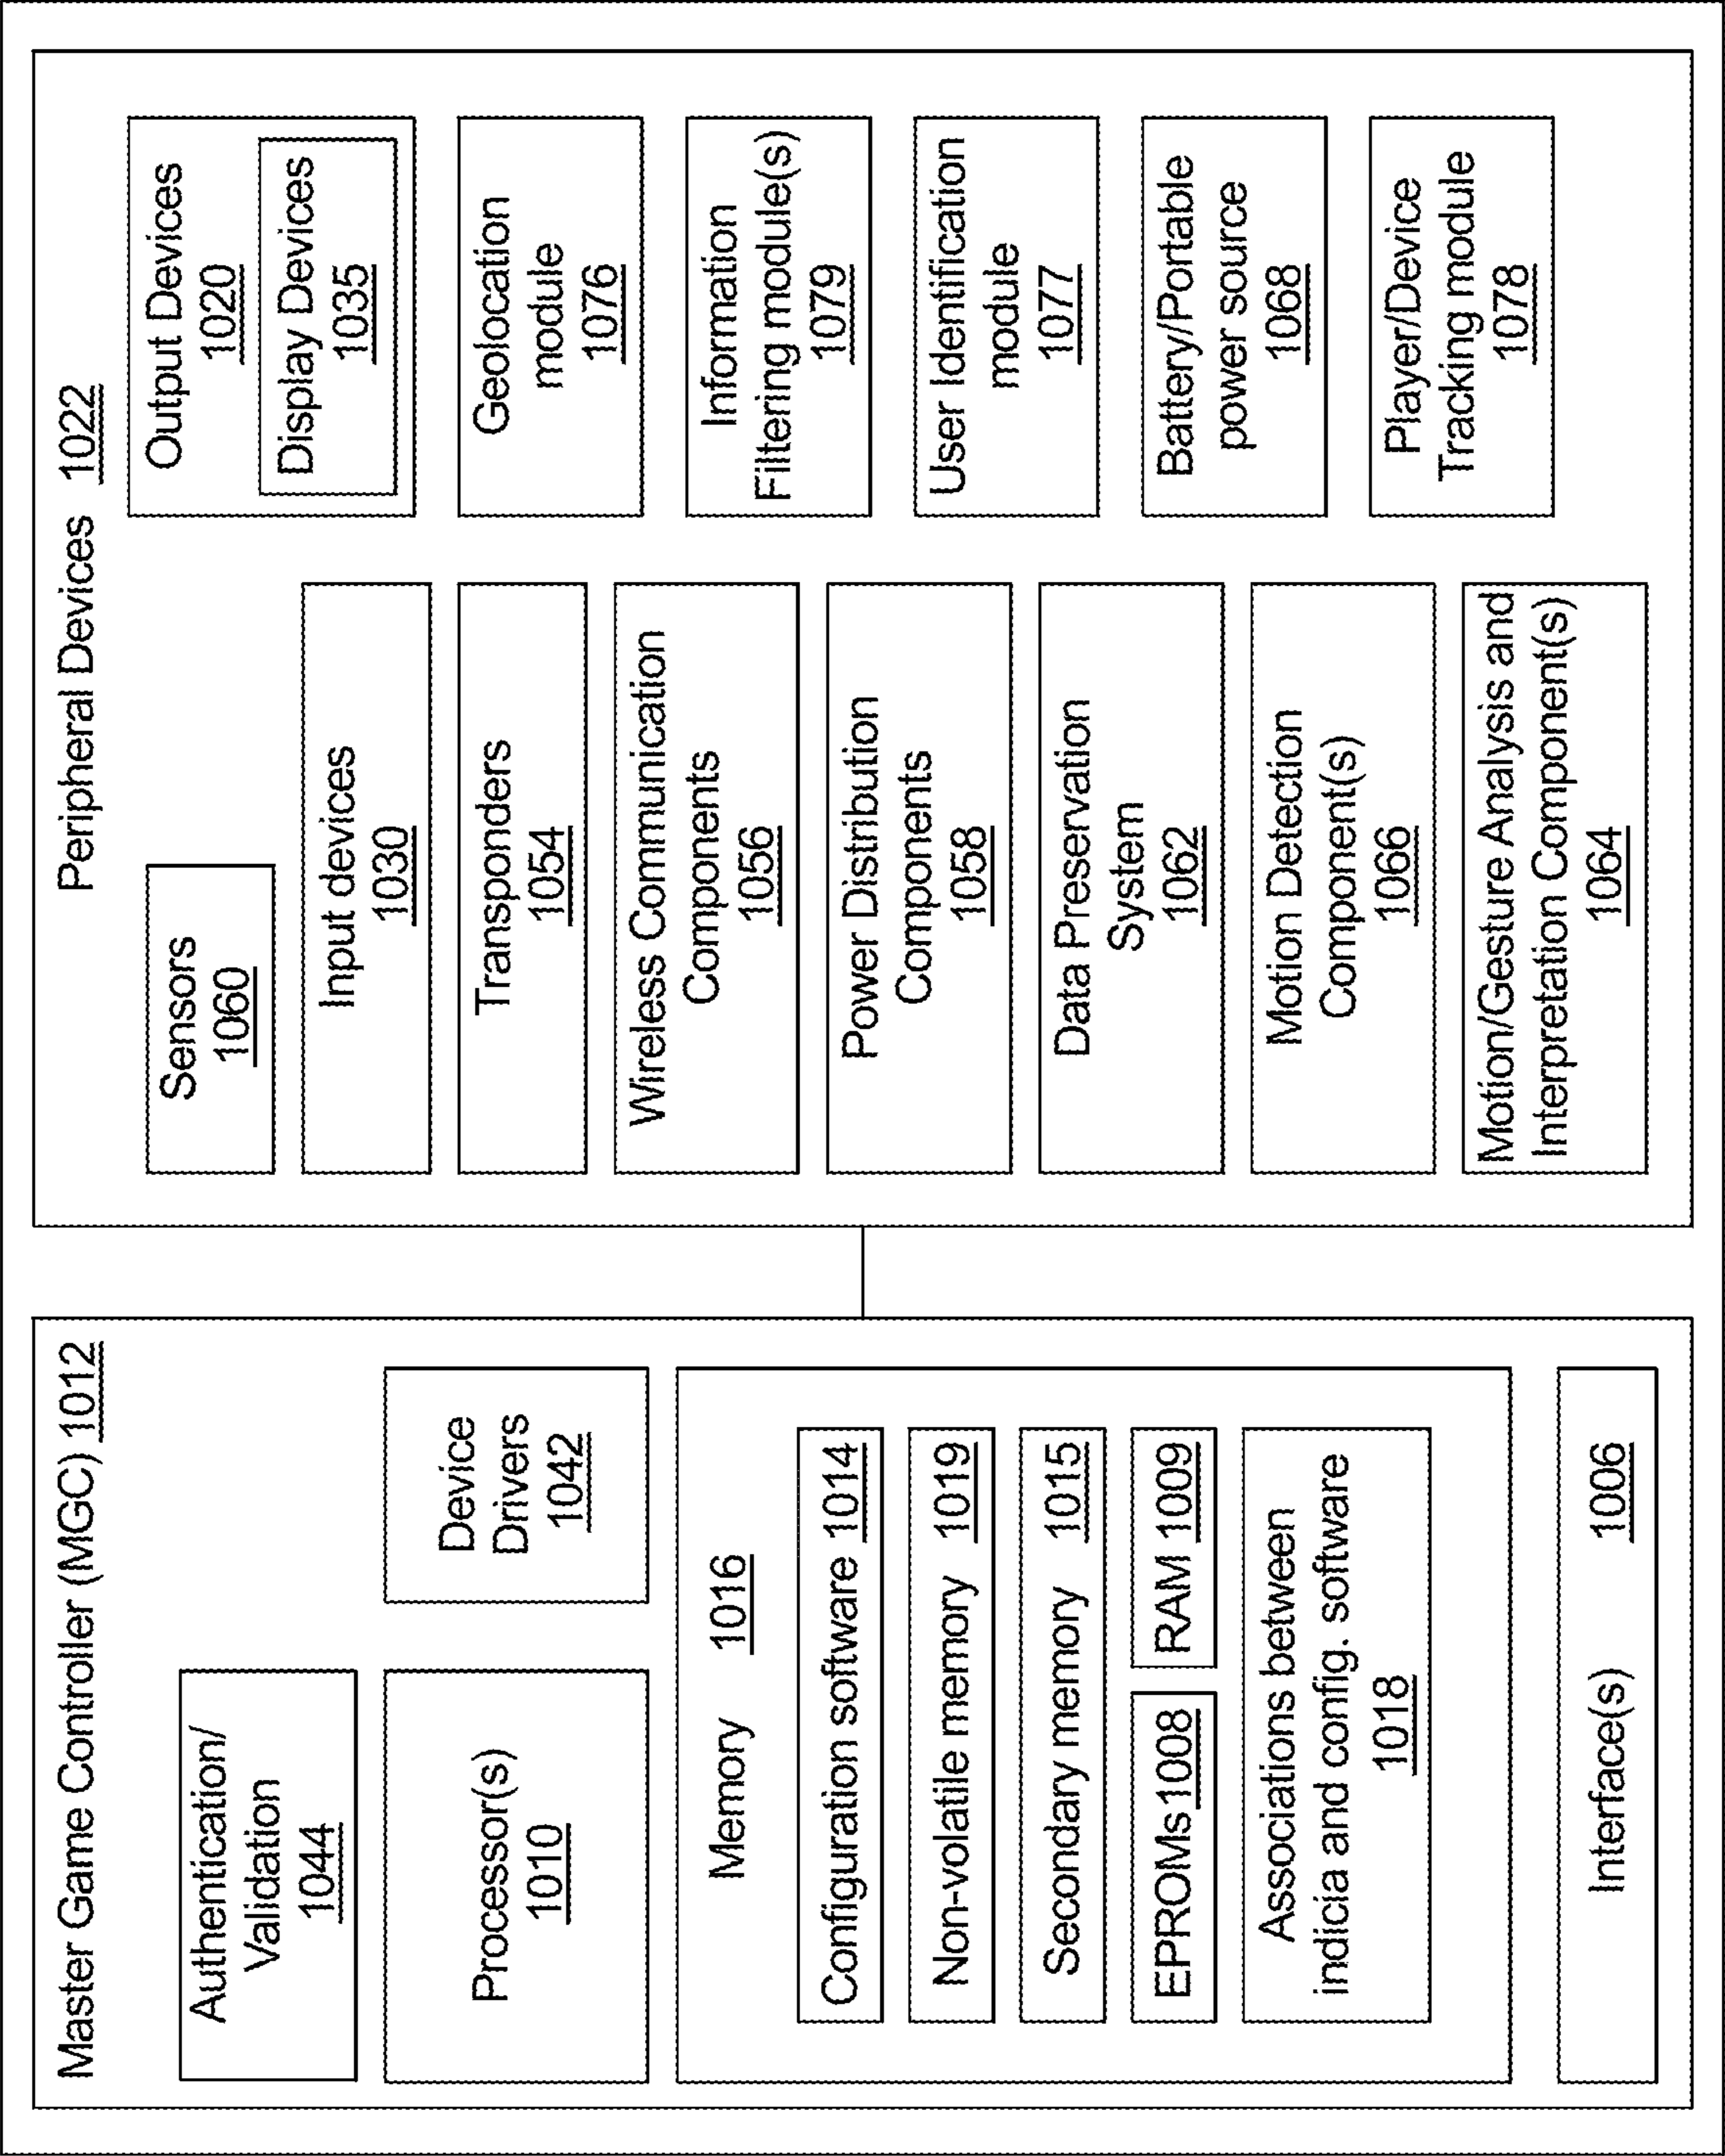 Master Game Controller (MGC) 1012
Authentication/
Validation
1044
Processor(s)
1010
Device
Drivers
1042
Memory 1016
Configuration software 1014
Non-volatile memory 1019
Secondary memory 1015
EPROMs 1008
RAM 1009
Associations between
indicia and config. software
1018
Interface(s) 1006
Peripheral Devices 1022
Sensors
1060
Input devices
1030
Transponders
1054
Wireless Communication
Components
1056
Power Distribution
Components
1058
Data Preservation
System
1062
Motion Detection
Component(s)
1066
Motion/Gesture Analysis and
Interpretation Component(s)
1064
Output Devices
1020
Display Devices
1035
Geolocation
module
1076
Information
Filtering module(s)
1079
User Identification
module
1077
Battery/Portable
power source
1068
Player/Device
Tracking module
1078